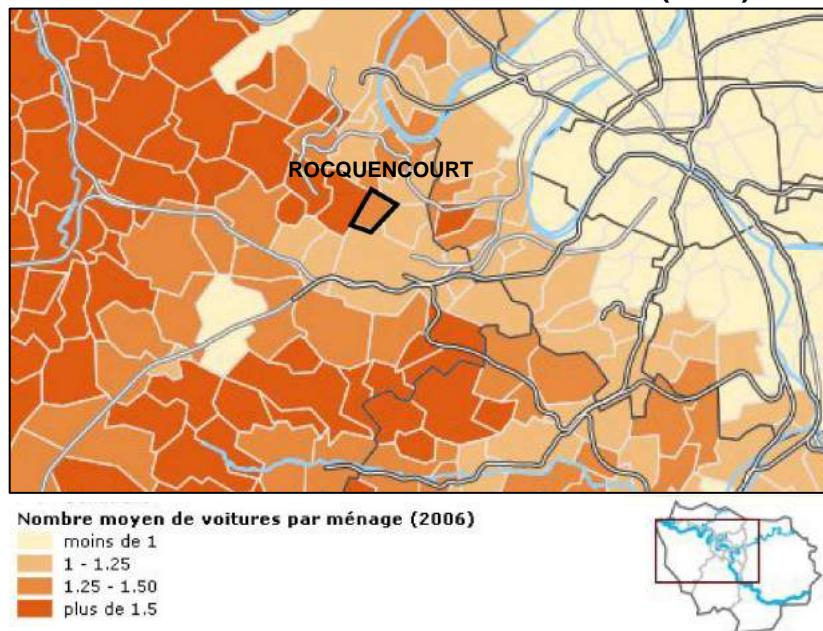 ROCQUENCOURT
Nombre moyen de voitures par ménage (2006)
moins de 1
1 - 1.25
1.25 - 1.50
plus de 1.5